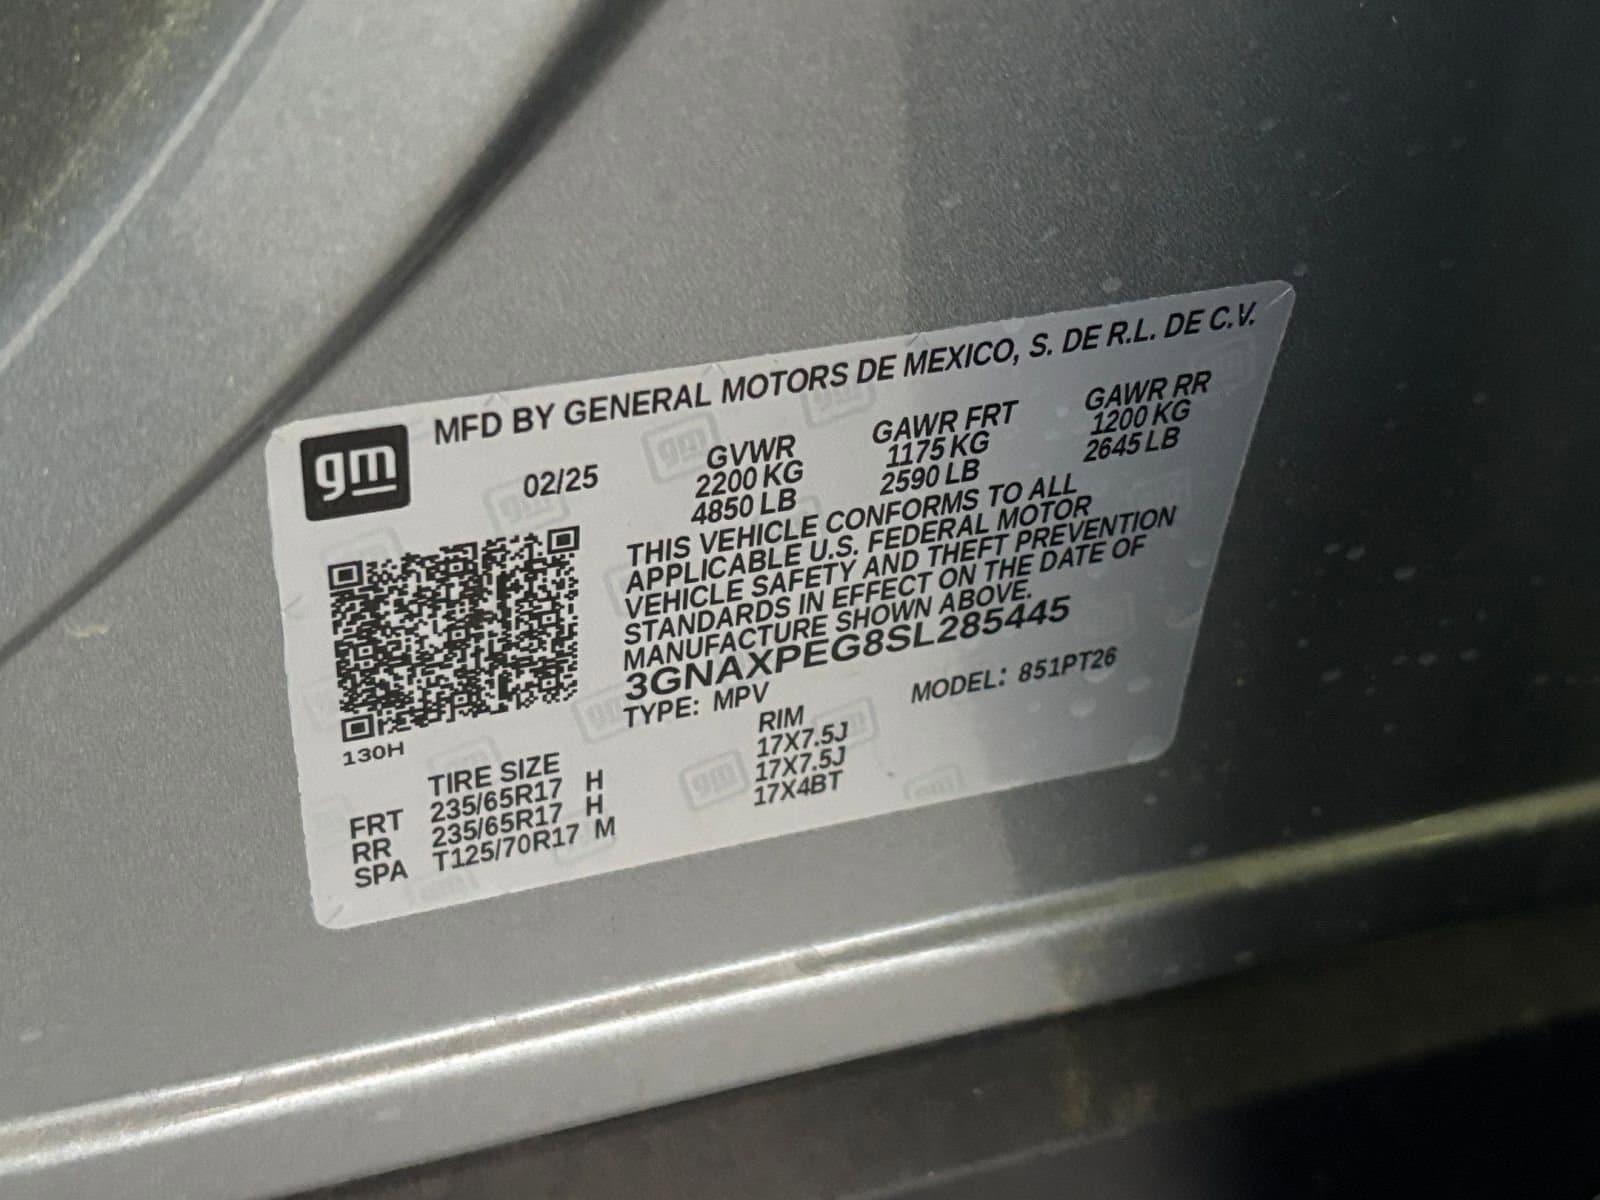 gm
MFD BY GENERAL MOTORS DE MEXICO, S. DE R.L. DE C.V.
02/25
GVWR
2200 KG
4850 LB
GAWR FRT
1175 KG
2590 LB
GAWR RR
1200 KG
2645 LB
THIS VEHICLE CONFORMS TO ALL
APPLICABLE U.S. FEDERAL MOTOR
VEHICLE SAFETY AND THEFT PREVENTION
STANDARDS IN EFFECT ON THE DATE OF
MANUFACTURE SHOWN ABOVE.
3GNAXPEG8SL285445
TYPE: MPV
MODEL: 851PT26
130H
TIRE SIZE
RIM
FRT 235/65R17 H 17X7.5J
RR 235/65R17 H 17X7.5J
SPA T125/70R17 M 17X4BT